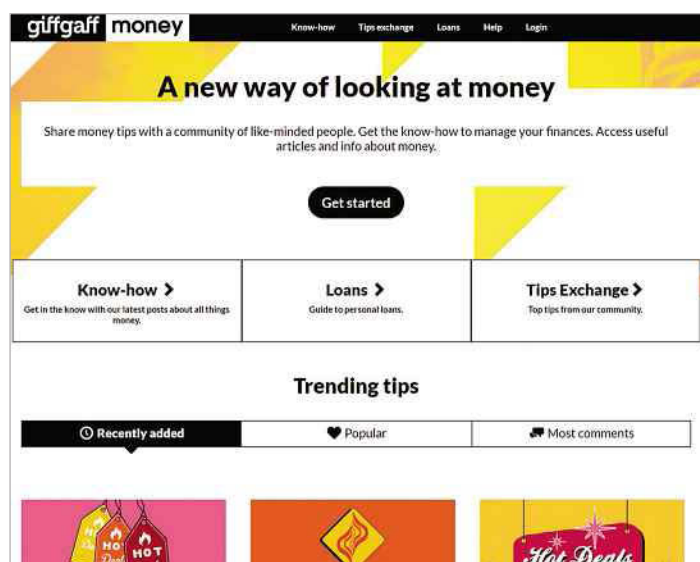 giffgaff money
Know-how Tips exchange Loans Help Login
A new way of looking at money
Share money tips with a community of like-minded people. Get the know-how to manage your finances. Access useful
articles and info about money.
Get started
Know-how
Get in the know with our latest posts about all things
money.
Loans
Guide to personal loans.
Tips Exchange
Top tips from our community.
Trending tips
Recently added
Popular
Most comments
HOT
HOT
Hot Deals